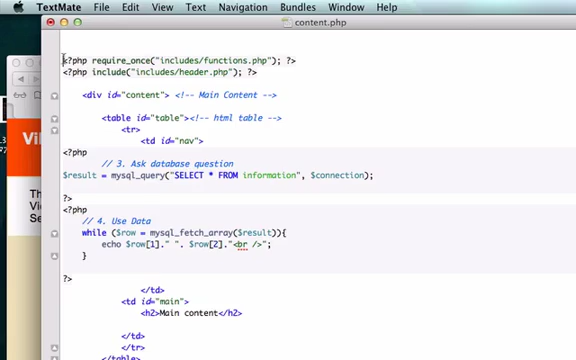 TextMate File Edit View Text Navigation Bundles Window Help
content.php
<?php require_once("includes/functions.php"); ?>
<?php include("includes/header.php"); ?>
<div id="content"> <!-- Main Content -->
<table id="table"><!-- html table -->
<tr>
<td id="nav">
<?php
// 3. Ask database question
$result = mysql_query("SELECT * FROM information", $connection);
?>
<?php
// 4. Use Data
while ($row = mysql_fetch_array($result)){
echo $row[1]." ". $row[2]."<br />";
}
?>
</td>
<td id="main">
<h2>Main content</h2>
</td>
</tr>
</table>